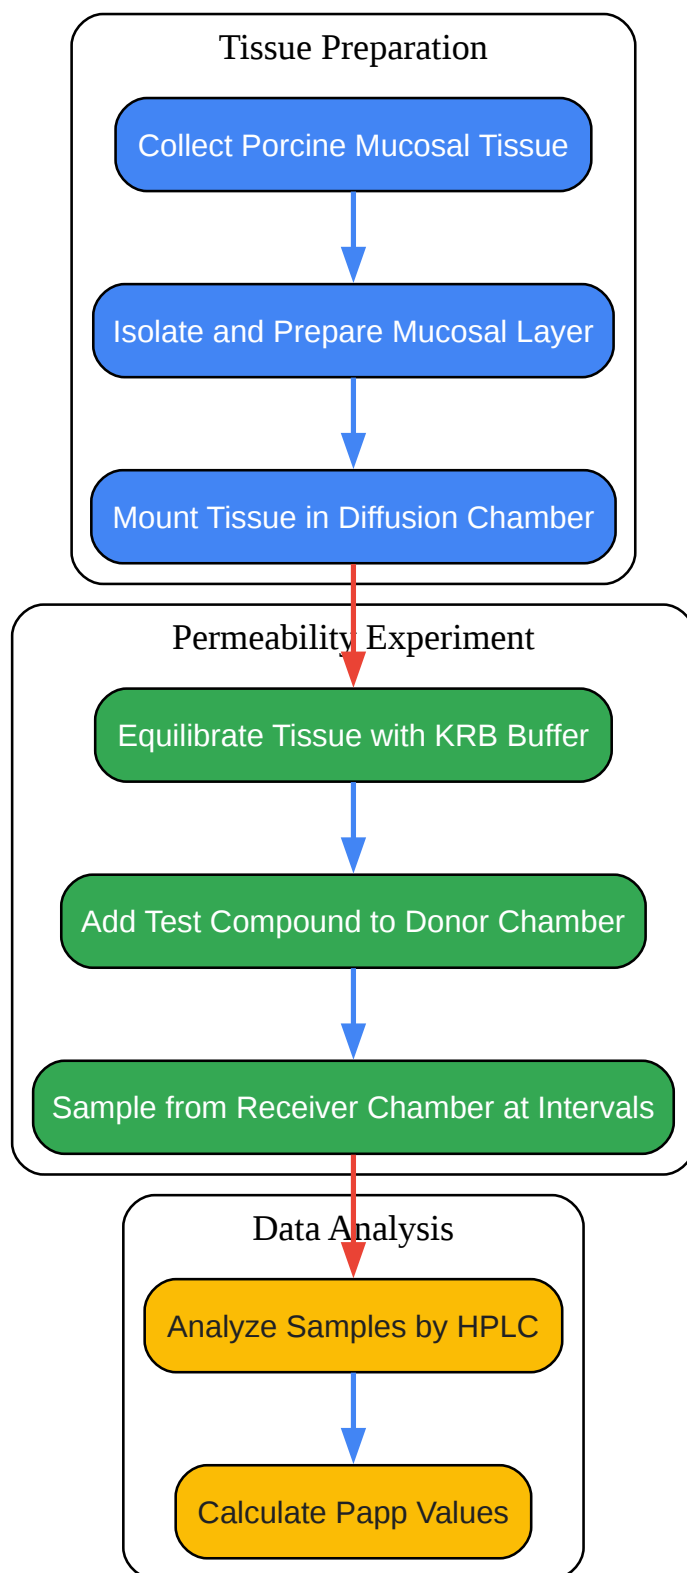 Tissue Preparation
Collect Porcine Mucosal Tissue
Isolate and Prepare Mucosal Layer
Mount Tissue in Diffusion Chamber
Permeability Experiment
Equilibrate Tissue with KRB Buffer
Add Test Compound to Donor Chamber
Sample from Receiver Chamber at Intervals
Data Analysis
Analyze Samples by HPLC
Calculate Papp Values